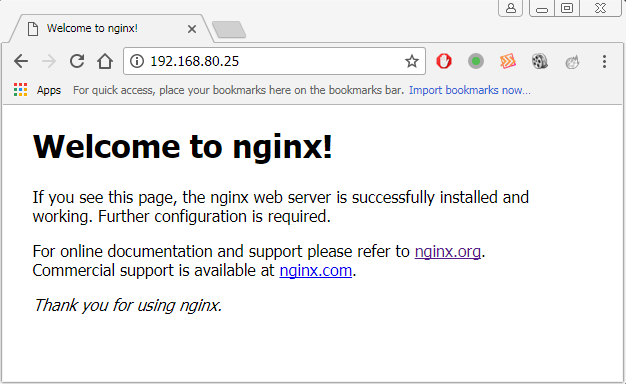 Welcome to nginx!
192.168.80.25
Apps For quick access, place your bookmarks here on the bookmarks bar. Import bookmarks now...
Welcome to nginx!
If you see this page, the nginx web server is successfully installed and
working. Further configuration is required.
For online documentation and support please refer to nginx.org.
Commercial support is available at nginx.com.
Thank you for using nginx.